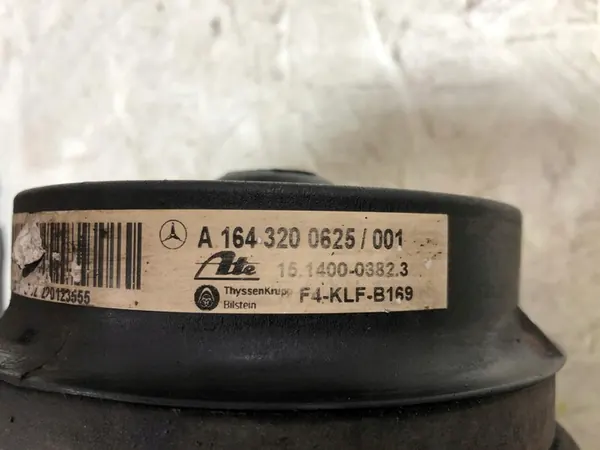 A 164 320 0625 / 001
Ate 15.1400-0382.3
ThyssenKrupp F4-KLF-B169
Bilstein